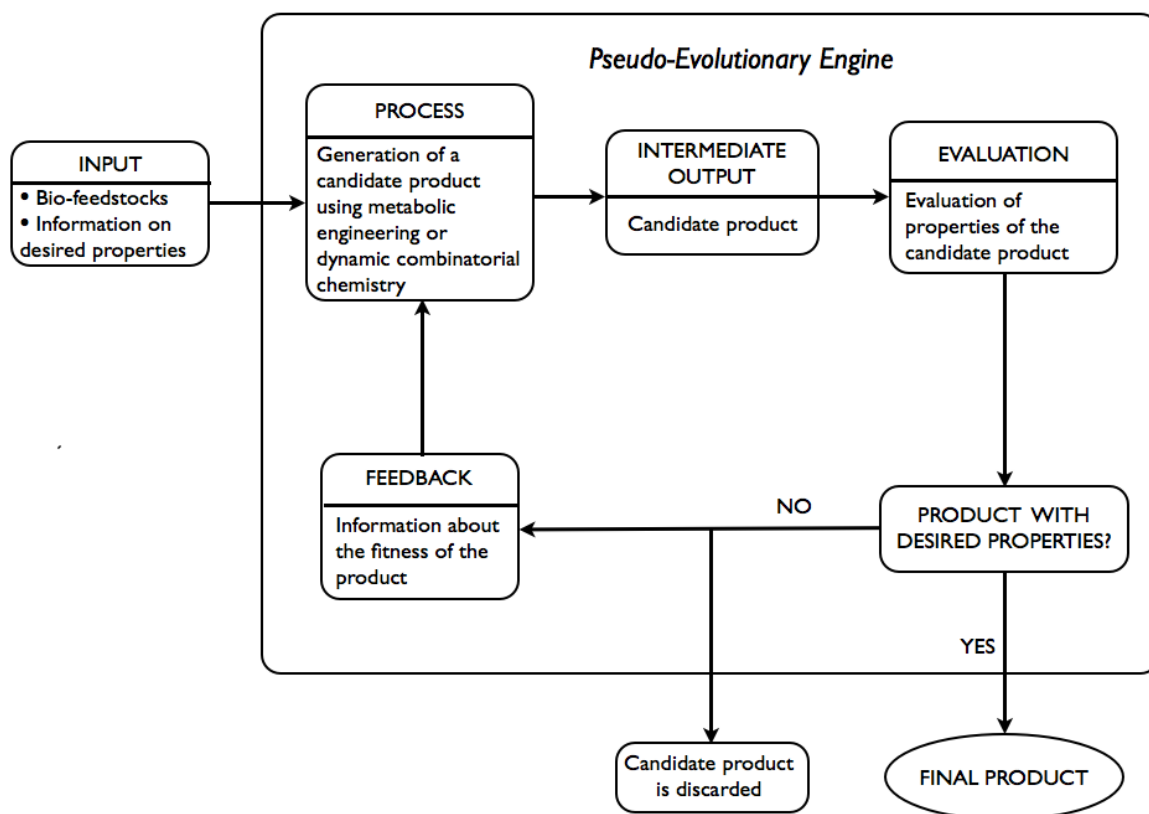 Pseudo-Evolutionary Engine
PROCESS
Generation of a
candidate product
using metabolic
engineering or
dynamic combinatorial
chemistry
INPUT
• Bio-feedstocks
• Information on
desired properties
INTERMEDIATE
OUTPUT
Candidate product
EVALUATION
Evaluation of
properties of the
candidate product
FEEDBACK
Information about
the fitness of the
product
NO
PRODUCT WITH
DESIRED PROPERTIES?
YES
Candidate product
is discarded
FINAL PRODUCT